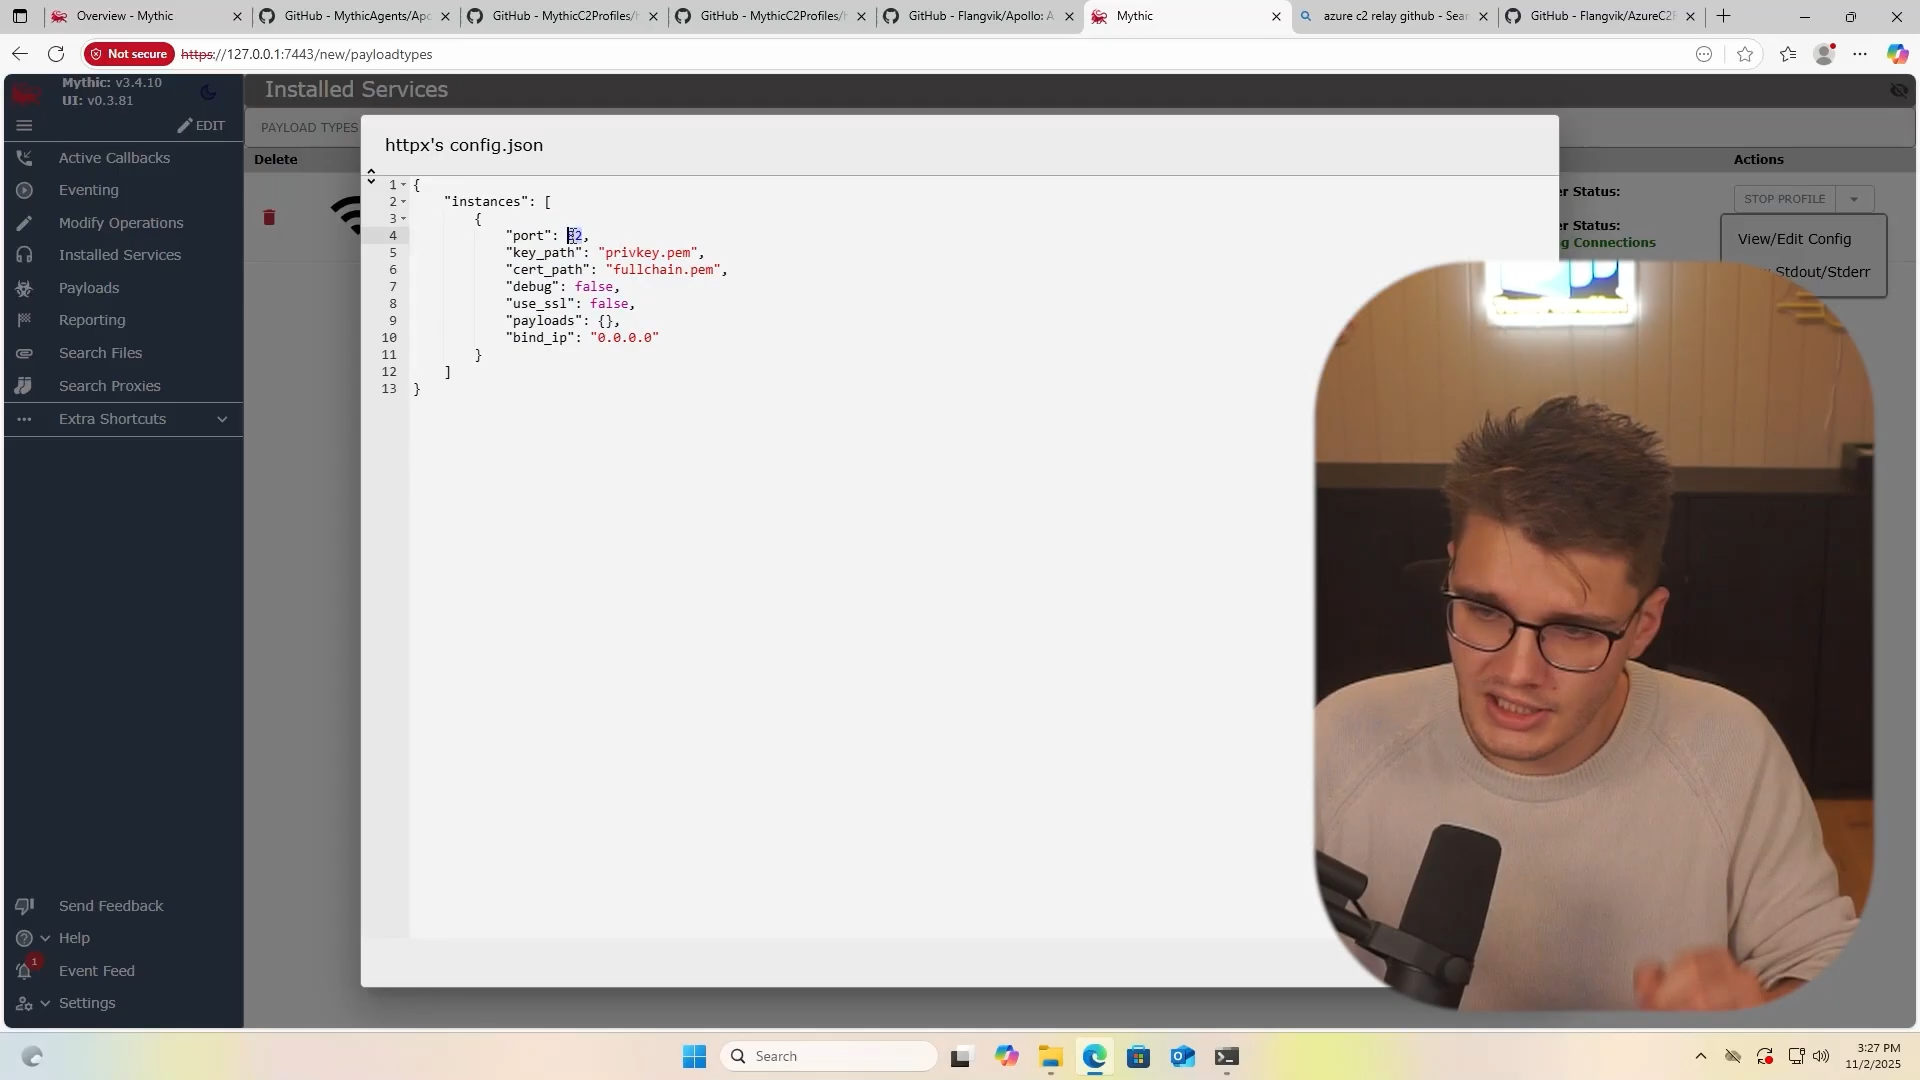 Overview - Mythic
GitHub - MythicAgents/Apo
GitHub - MythicC2Profiles/h
GitHub - MythicC2Profiles/h
GitHub - Flangvik/Apollo: A
Mythic
azure c2 relay github - Sear
GitHub - Flangvik/AzureC2R
Not secure
https://127.0.0.1:7443/new/payloadtypes
Mythic: v3.4.10
UI: v0.3.81
EDIT
Active Callbacks
Eventing
Modify Operations
Installed Services
Payloads
Reporting
Search Files
Search Proxies
Extra Shortcuts
Send Feedback
Help
1
Event Feed
Settings
Installed Services
PAYLOAD TYPES
Delete
Actions
er Status:
STOP PROFILE
er Status:
g Connections
View/Edit Config
Stdout/Stderr
httpx's config.json
1 {
2 "instances": [
3 {
4 "port": 82,
5 "key_path": "privkey.pem",
6 "cert_path": "fullchain.pem",
7 "debug": false,
8 "use_ssl": false,
9 "payloads": {},
10 "bind_ip": "0.0.0.0"
11 }
12 ]
13 }
Search
3:27 PM
11/2/2025